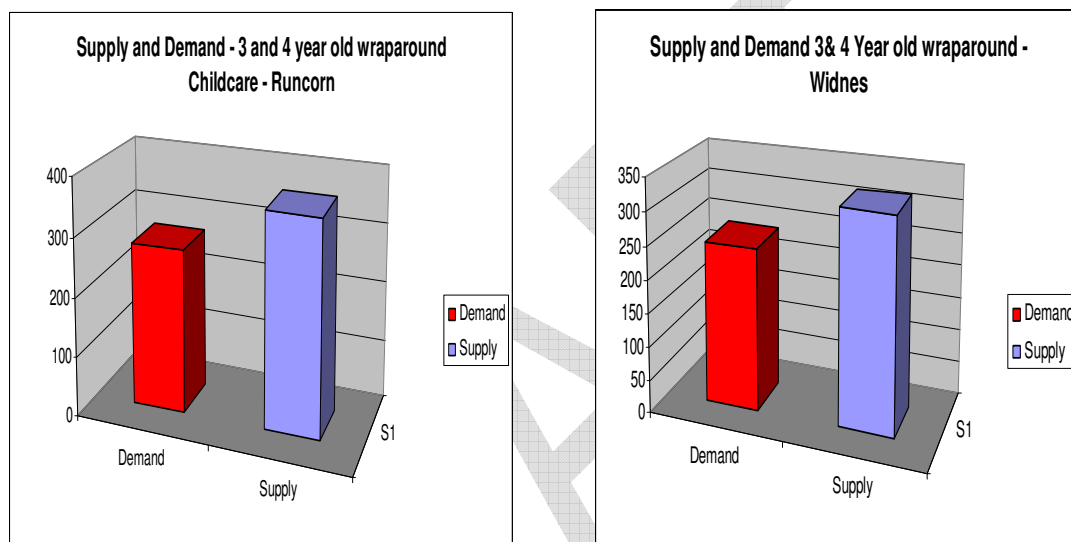 Supply and Demand - 3 and 4 year old wraparound
Childcare - Runcorn
400
300
200
100
0
Demand
Supply
S1
Demand
Supply
Supply and Demand 3& 4 Year old wraparound -
Widnes
350
300
250
200
150
100
50
0
Demand
Supply
S1
Demand
Supply